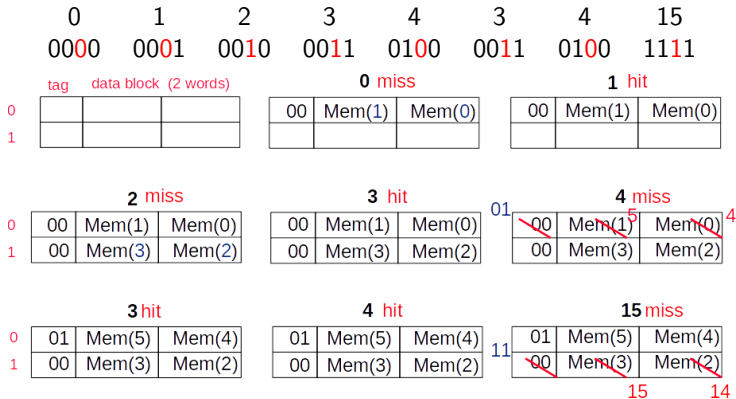 0 1 2 3 4 3 4 15
0000 0001 0010 0011 0100 0011 0100 1111
tag data block (2 words)
0
1
0 miss
00 Mem(1) Mem(0)
1 hit
00 Mem(1) Mem(0)
2 miss
0 00 Mem(1) Mem(0)
1 00 Mem(3) Mem(2)
3 hit
00 Mem(1) Mem(0)
00 Mem(3) Mem(2)
4 miss
01 00 Mem(1) 5 Mem(0) 4
00 Mem(3) Mem(2)
3 hit
0 01 Mem(5) Mem(4)
1 00 Mem(3) Mem(2)
4 hit
01 Mem(5) Mem(4)
00 Mem(3) Mem(2)
15 miss
01 Mem(5) Mem(4)
11 00 Mem(3) Mem(2)
15 14